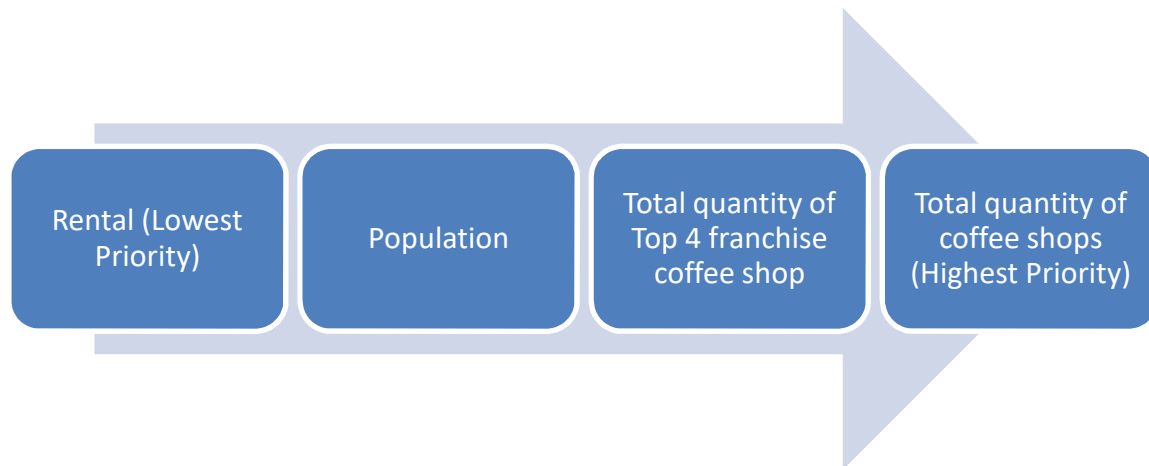 Rental (Lowest
Priority)
Population
Total quantity of
Top 4 franchise
coffee shop
Total quantity of
coffee shops
(Highest Priority)